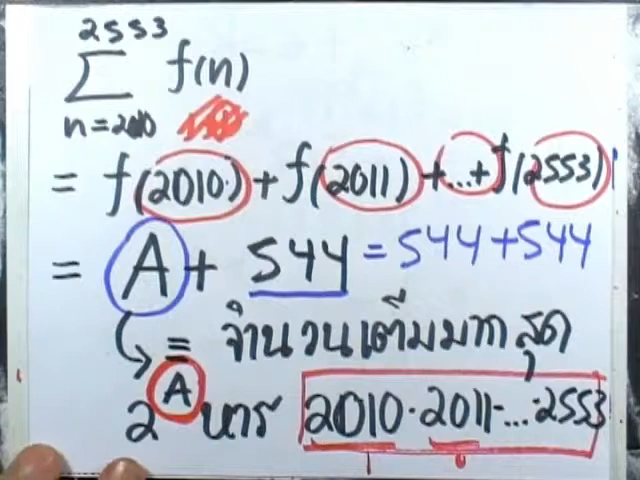 2553
∑ f(n)
n=2010
= f(2010) + f(2011) + ... + f(2553)
= A + 544 = 544 + 544
= จำนวนเต็มมากสุด
2^A หาร 2010·2011·...·2553